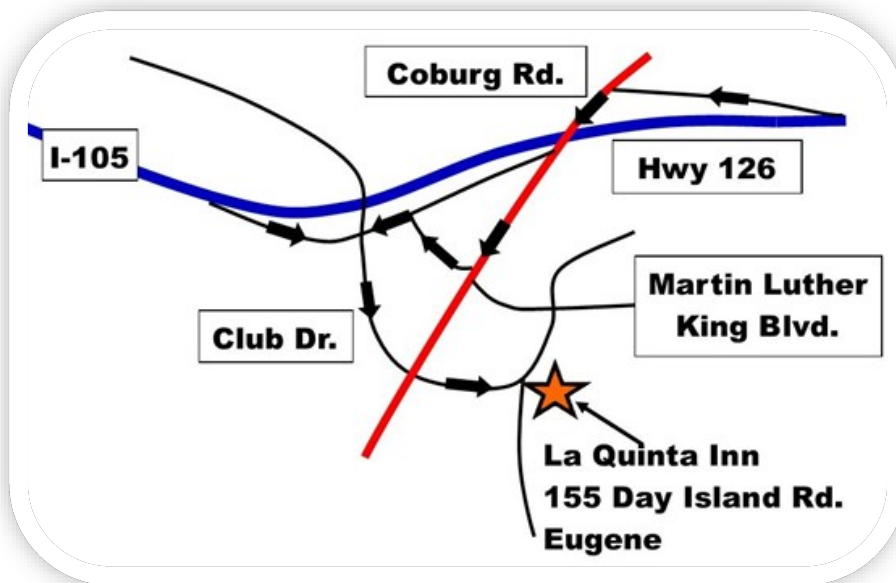 Coburg Rd.
I-105
Hwy 126
Martin Luther
King Blvd.
Club Dr.
La Quinta Inn
155 Day Island Rd.
Eugene